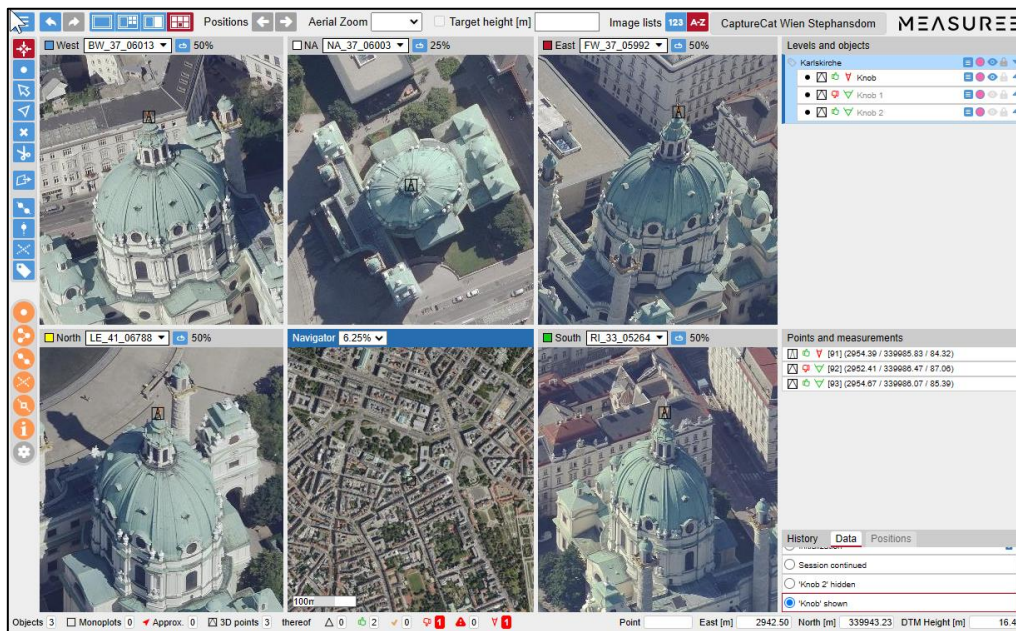 Positions Aerial Zoom Target height [m] Image lists 123 A-Z CaptureCat Wien Stephansdom MEASUREE
West BW_37_06013 50% NA NA_37_06003 25% East FW_37_05992 50% Levels and objects
Karlskirche
Knob
Knob 1
Knob 2
North LE_41_06788 50% Navigator 6.25% South RI_33_05264 50% Points and measurements
[91] (2954.39 / 339985.83 / 84.32)
[92] (2952.41 / 339986.47 / 87.06)
[93] (2954.67 / 339986.07 / 85.39)
History Data Positions
Session continued
'Knob 2' hidden
100m
'Knob' shown
Objects 3 Monoplots 0 Approx. 0 3D points 3 thereof 0 2 0 1 0 1 Point East [m] 2942.50 North [m] 339943.23 DTM Height [m] 16.4